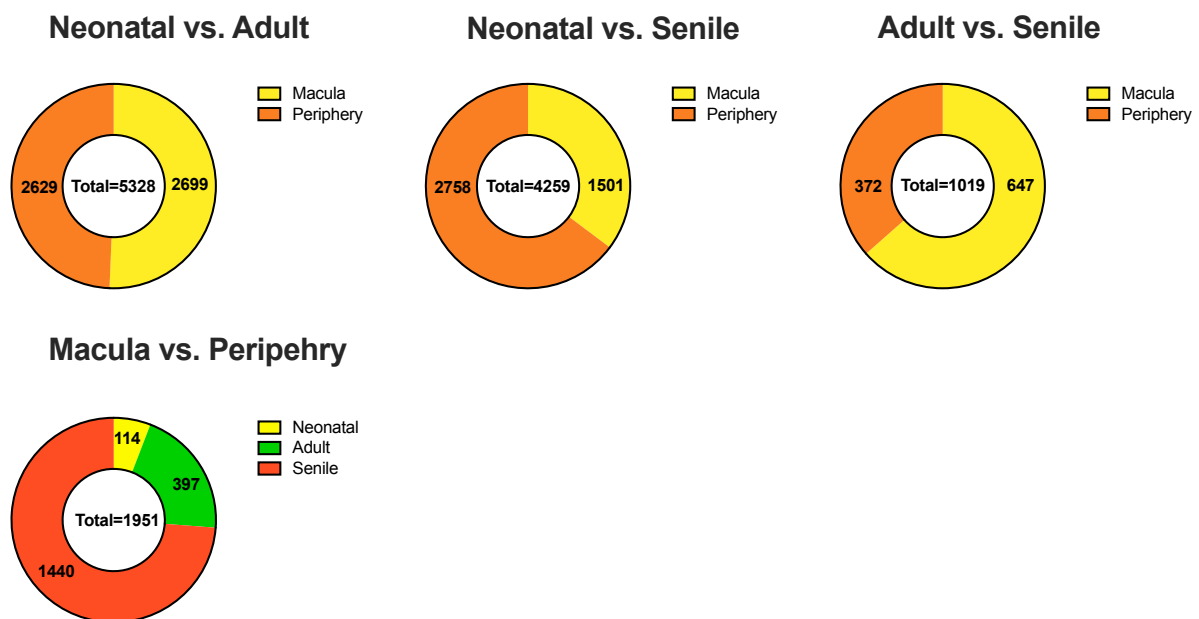 Neonatal vs. Adult
Macula
Periphery
2629
Total=5328
2699
Neonatal vs. Senile
Macula
Periphery
2758
Total=4259
1501
Adult vs. Senile
Macula
Periphery
372
Total=1019
647
Macula vs. Peripehry
Neonatal
Adult
Senile
114
397
Total=1951
1440